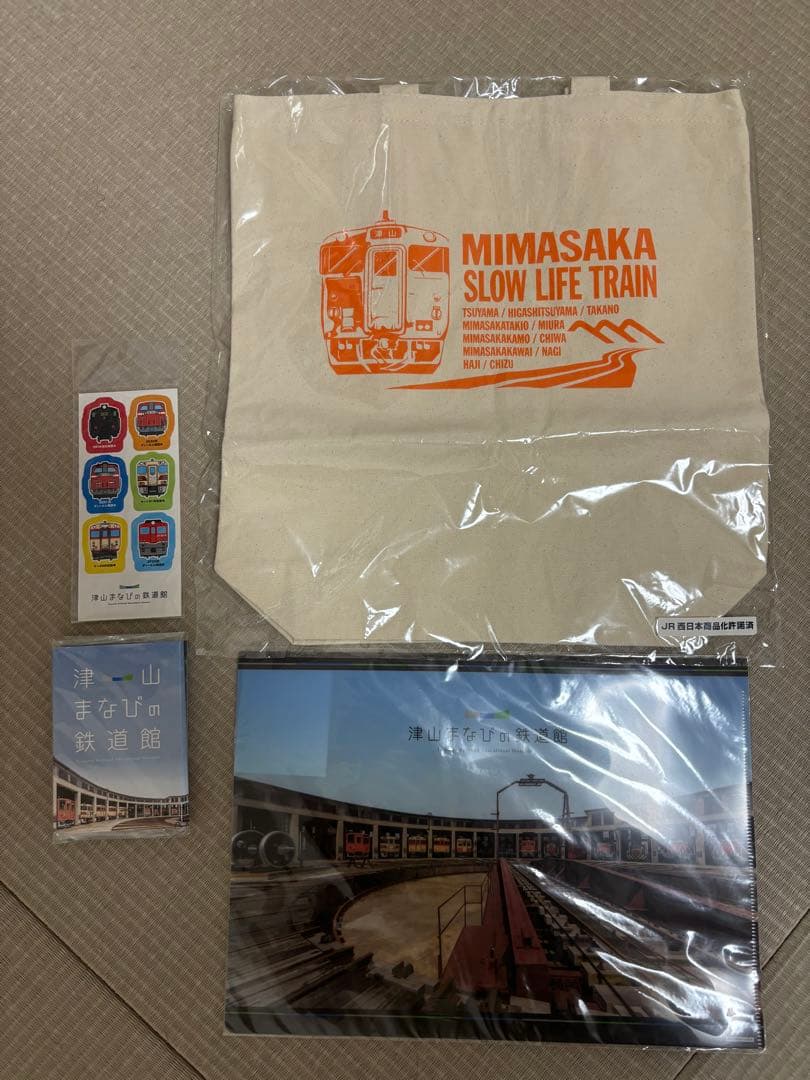 津山
MIMASAKA
SLOW LIFE TRAIN
TSUYAMA / HIGASHITSUYAMA / TAKANO
MIMASAKATAKIO / MIURA
MIMASAKAKAMO / CHIWA
MIMASAKAKAWAI / NAGI
HAJI / CHIZU
JR西日本商品化許諾済
津山まなびの鉄道館
津山
まなびの
鉄道館
津山まなびの鉄道館